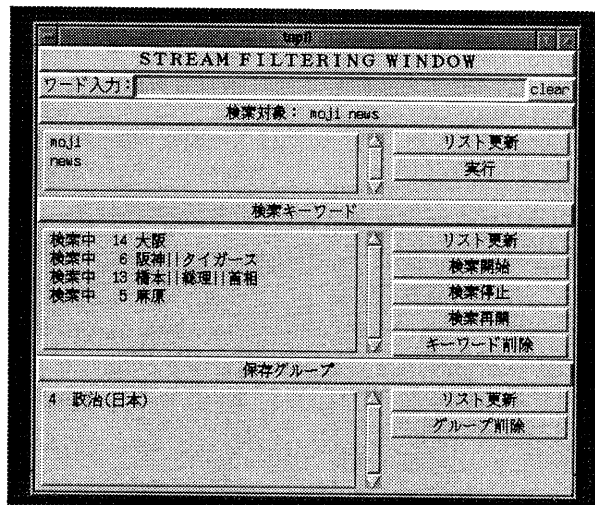 STREAM FILTERING WINDOW
ワード入力:
clear
検索対象: moji news
moji
news
リスト更新
実行
検索キーワード
検索中 14 大阪
検索中 6 阪神||タイガース
検索中 13 橋本||総理||首相
検索中 5 麻原
リスト更新
検索開始
検索停止
検索再開
キーワード削除
保存グループ
4 政治(日本)
リスト更新
グループ削除